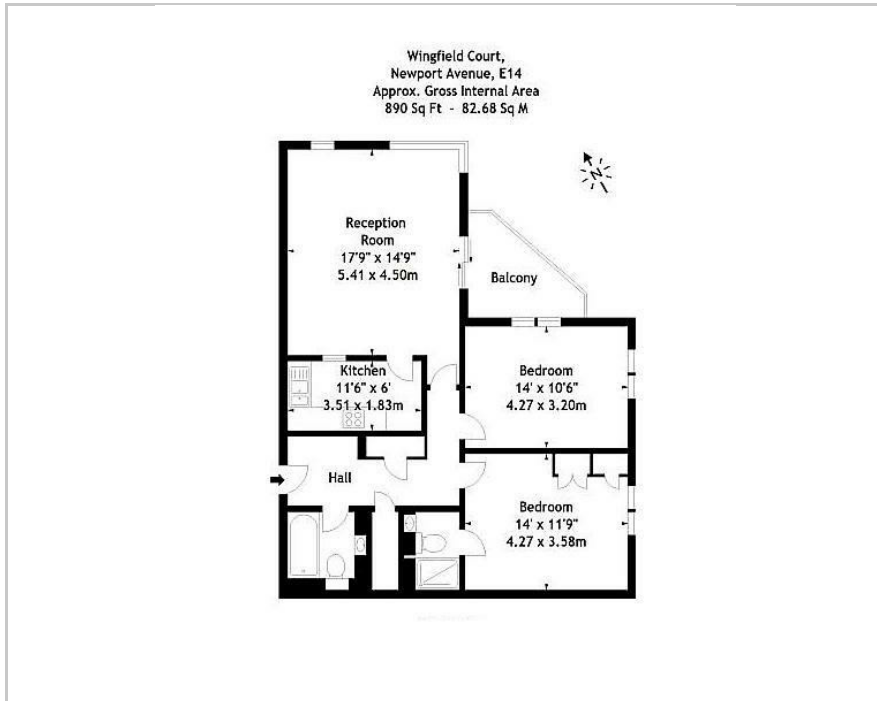 Wingfield Court,
Newport Avenue, E14
Approx. Gross Internal Area
890 Sq Ft - 82.68 Sq M
N
Reception
Room
17'9" x 14'9"
5.41 x 4.50m
Balcony
Kitchen
11'6" x 6'
3.51 x 1.83m
Bedroom
14' x 10'6"
4.27 x 3.20m
Hall
Bedroom
14' x 11'9"
4.27 x 3.58m